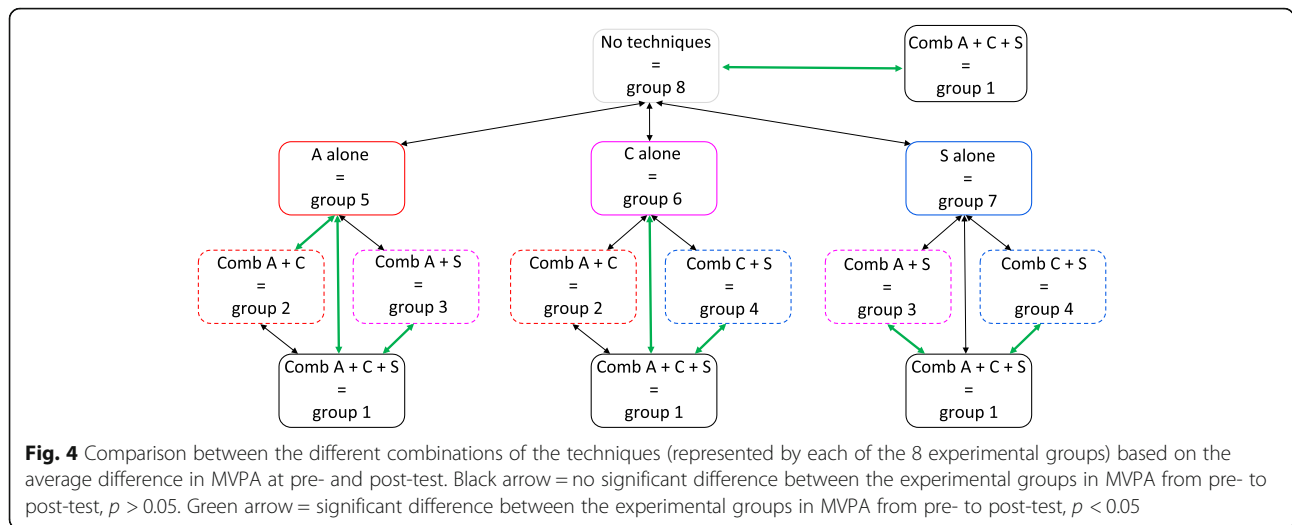 No techniques
=
group 8
Comb A + C + S
=
group 1
A alone
=
group 5
C alone
=
group 6
S alone
=
group 7
Comb A + C
=
group 2
Comb A + S
=
group 3
Comb A + C
=
group 2
Comb C + S
=
group 4
Comb A + S
=
group 3
Comb C + S
=
group 4
Comb A + C + S
=
group 1
Comb A + C + S
=
group 1
Comb A + C + S
=
group 1
Fig. 4 Comparison between the different combinations of the techniques (represented by each of the 8 experimental groups) based on the
average difference in MVPA at pre- and post-test. Black arrow = no significant difference between the experimental groups in MVPA from pre- to
post-test, p > 0.05. Green arrow = significant difference between the experimental groups in MVPA from pre- to post-test, p < 0.05